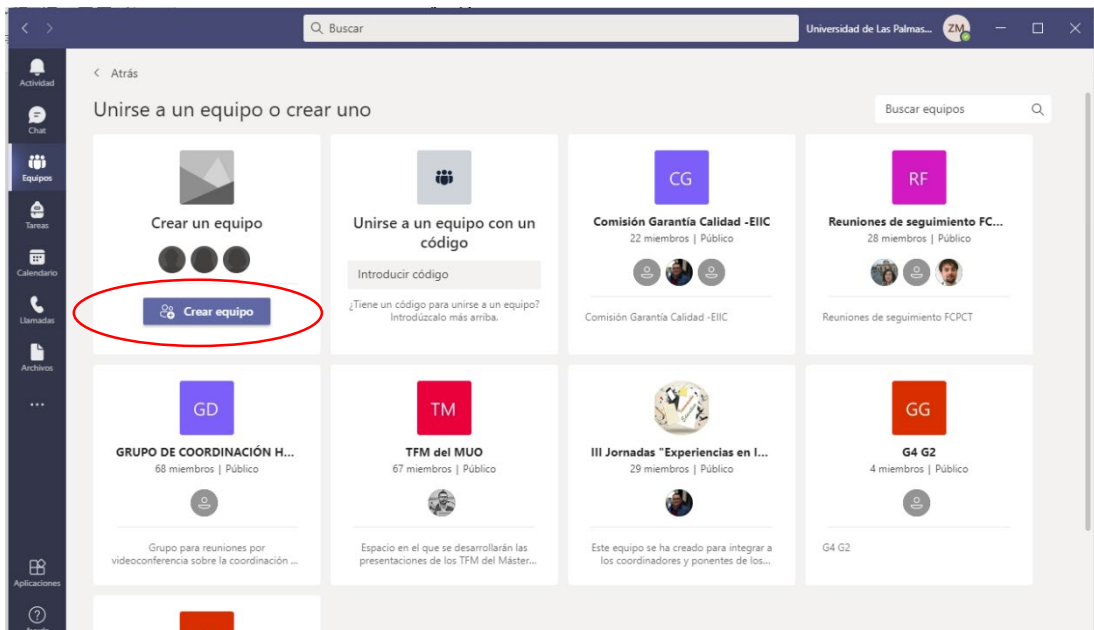 Buscar
Universidad de Las Palmas...
ZM
Actividad
Chat
Equipos
Tareas
Calendario
Llamadas
Archivos
...
Aplicaciones
< Atrás
Unirse a un equipo o crear uno
Buscar equipos
Crear un equipo
Crear equipo
Unirse a un equipo con un
código
Introducir código
¿Tiene un código para unirse a un equipo?
Introdúzcalo más arriba.
CG
Comisión Garantía Calidad -EIIC
22 miembros | Público
Comisión Garantía Calidad -EIIC
RF
Reuniones de seguimiento FC...
28 miembros | Público
Reuniones de seguimiento FCPCT
GD
GRUPO DE COORDINACIÓN H...
68 miembros | Público
Grupo para reuniones por
videoconferencia sobre la coordinación ...
TM
TFM del MUO
67 miembros | Público
Espacio en el que se desarrollarán las
presentaciones de los TFM del Máster...
III Jornadas "Experiencias en I...
29 miembros | Público
Este equipo se ha creado para integrar a
los coordinadores y ponentes de los...
GG
G4 G2
4 miembros | Público
G4 G2